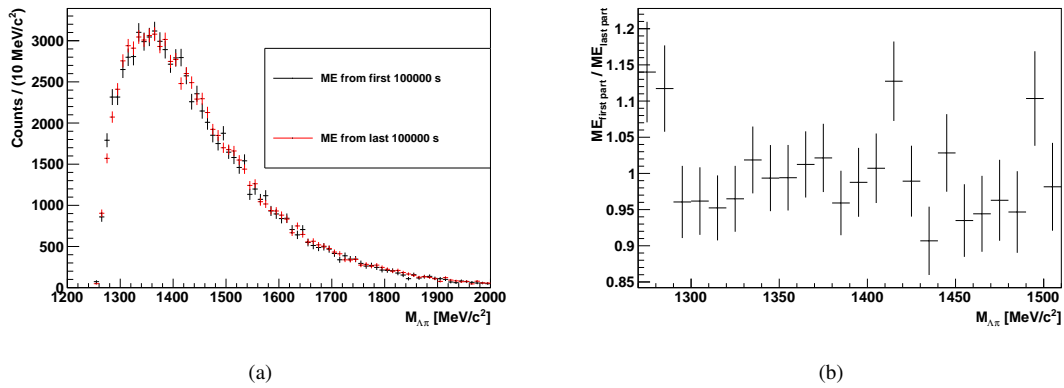 Counts / (10 MeV/c²)
3000
2500
2000
1500
1000
500
0
ME from first 100000 s
ME from last 100000 s
1200 1300 1400 1500 1600 1700 1800 1900 2000
M_Λπ [MeV/c²]
(a)
ME_first part / ME_last part
1.2
1.15
1.1
1.05
1
0.95
0.9
0.85
1300 1350 1400 1450 1500
M_Λπ [MeV/c²]
(b)